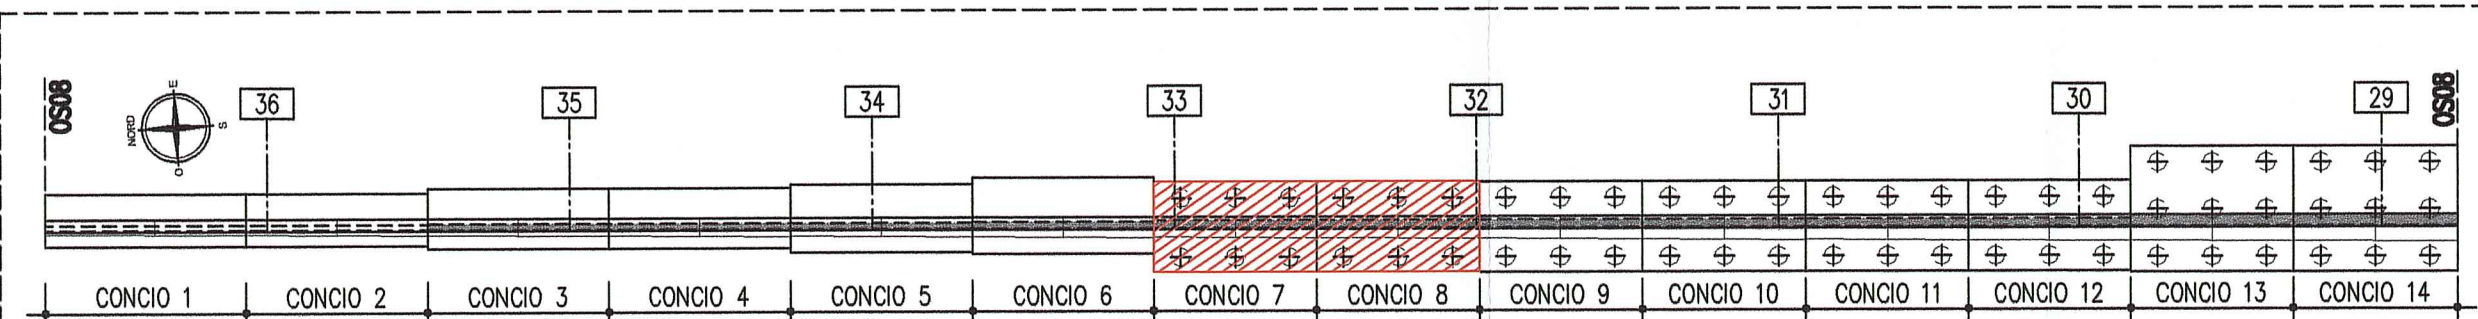 OS08
E
NORD
S
O
36
35
34
33
32
31
30
29
OS08
CONCIO 1
CONCIO 2
CONCIO 3
CONCIO 4
CONCIO 5
CONCIO 6
CONCIO 7
CONCIO 8
CONCIO 9
CONCIO 10
CONCIO 11
CONCIO 12
CONCIO 13
CONCIO 14